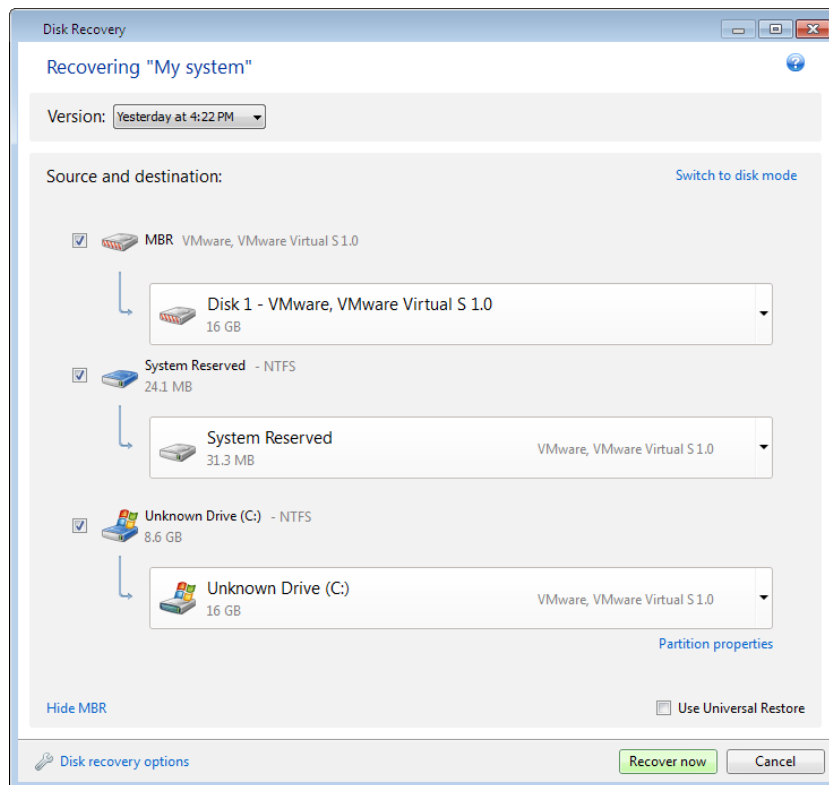 Disk Recovery
Recovering "My system"
Version: Yesterday at 4:22 PM
Source and destination: Switch to disk mode
MBR VMware, VMware Virtual S 1.0
Disk 1 - VMware, VMware Virtual S 1.0
16 GB
System Reserved - NTFS
24.1 MB
System Reserved VMware, VMware Virtual S 1.0
31.3 MB
Unknown Drive (C:) - NTFS
8.6 GB
Unknown Drive (C:) VMware, VMware Virtual S 1.0
16 GB
Partition properties
Hide MBR Use Universal Restore
Disk recovery options Recover now Cancel